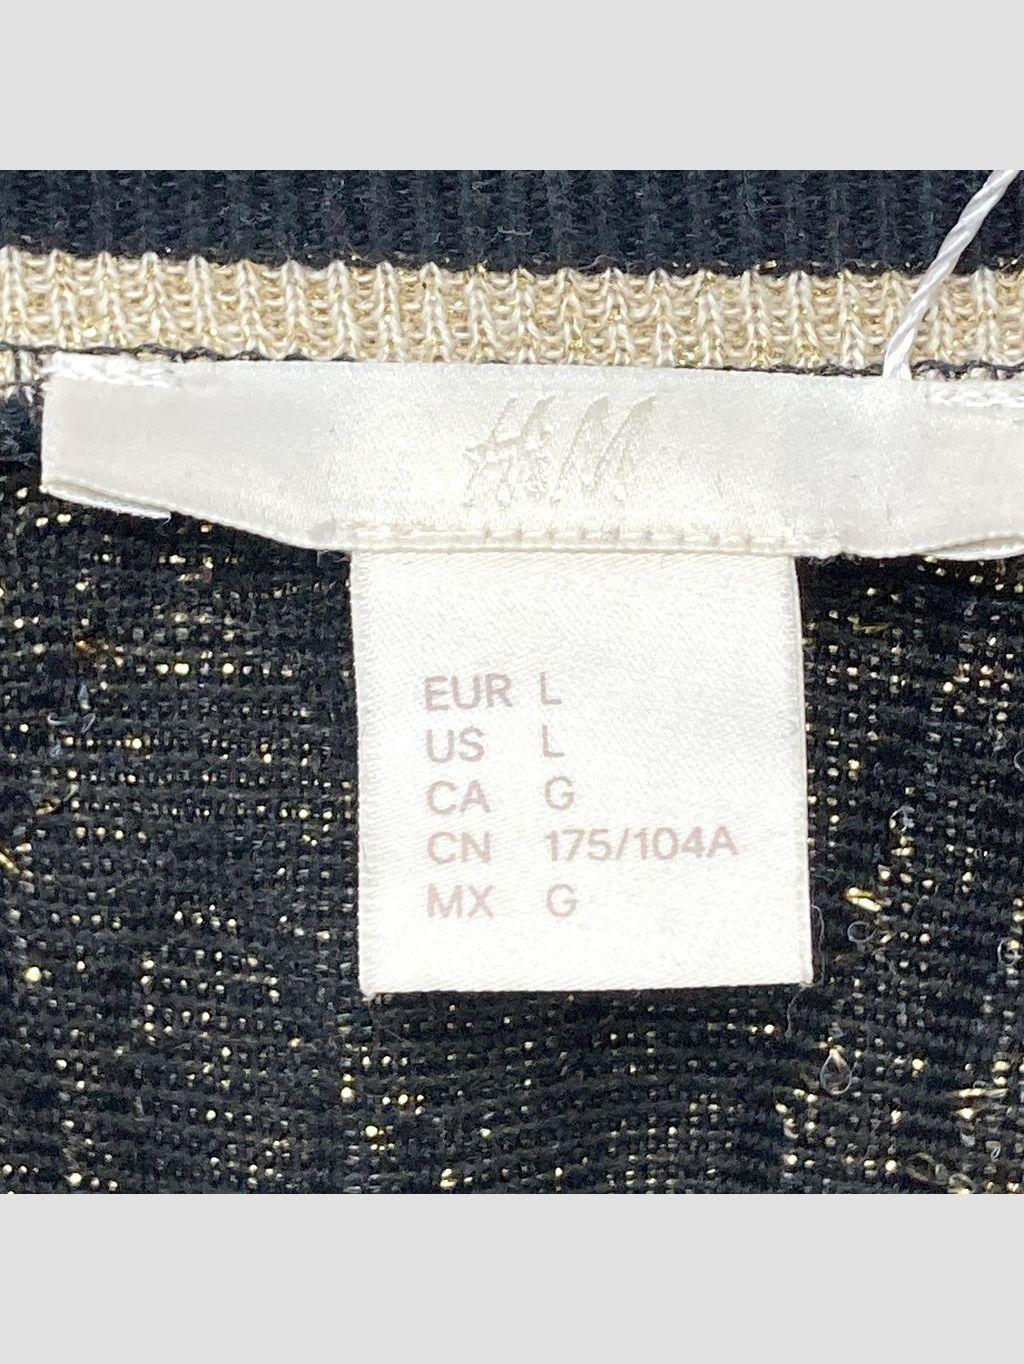 H&M
EUR L
US L
CA G
CN 175/104A
MX G